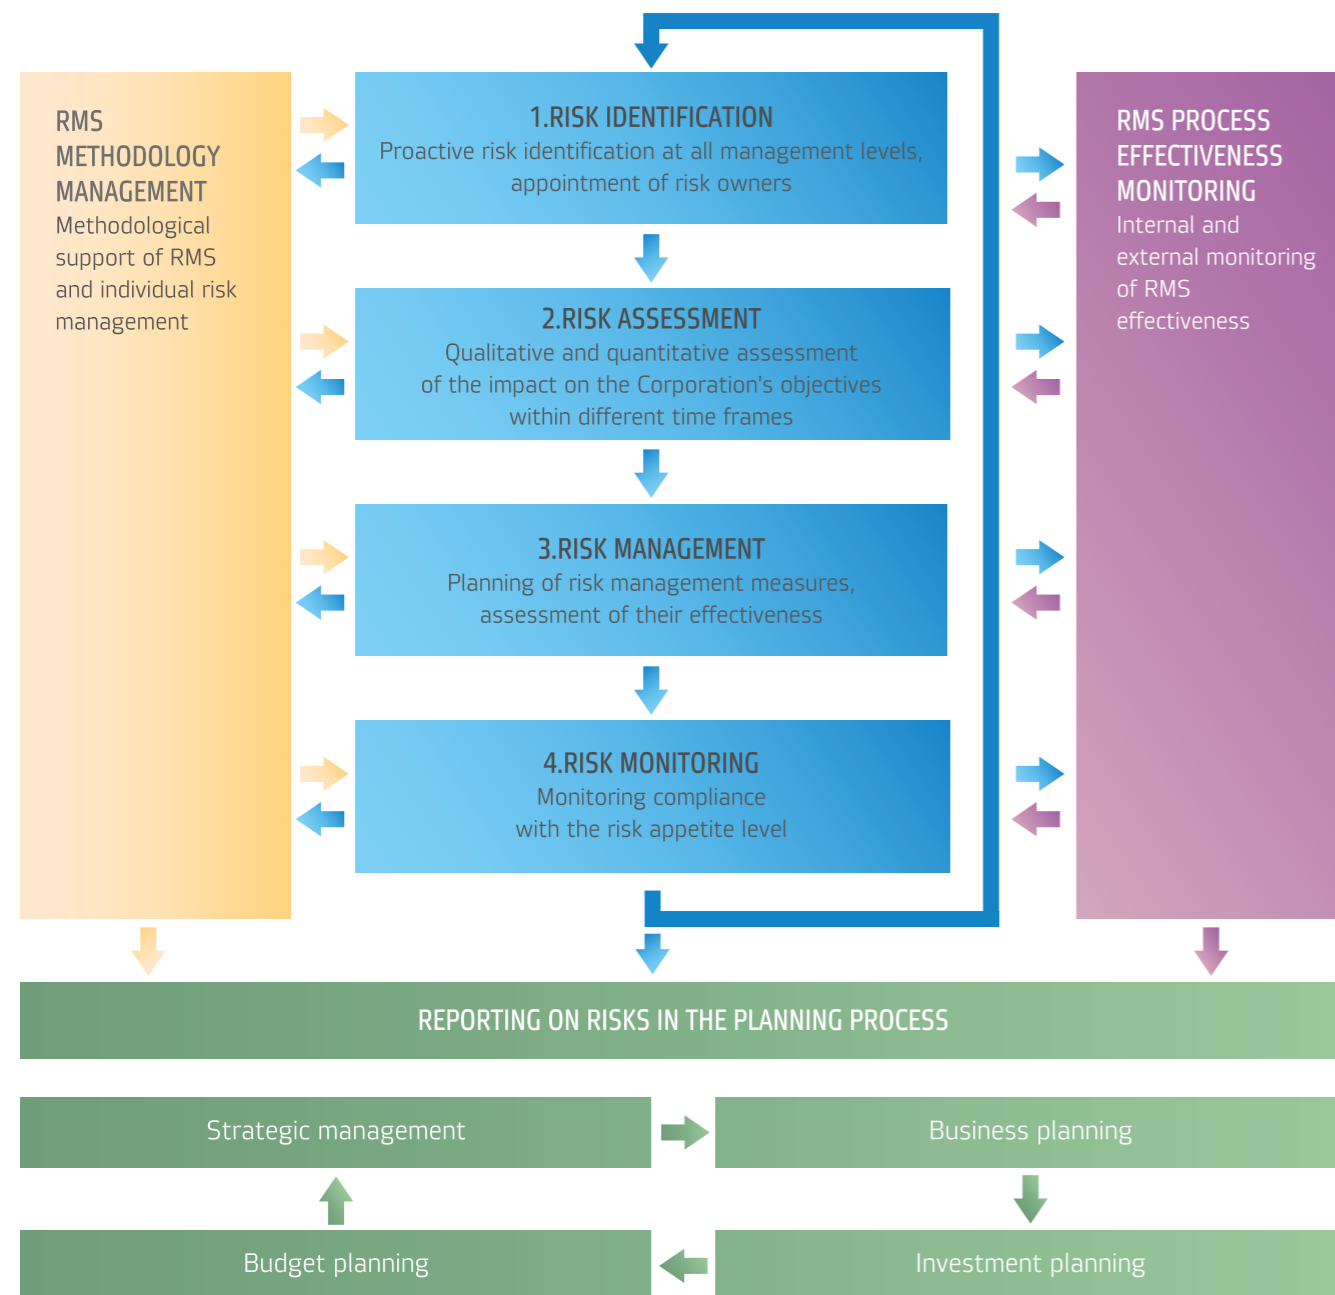 RMS
METHODOLOGY
MANAGEMENT
Methodological
support of RMS
and individual risk
management
1.RISK IDENTIFICATION
Proactive risk identification at all management levels,
appointment of risk owners
2.RISK ASSESSMENT
Qualitative and quantitative assessment
of the impact on the Corporation's objectives
within different time frames
3.RISK MANAGEMENT
Planning of risk management measures,
assessment of their effectiveness
4.RISK MONITORING
Monitoring compliance
with the risk appetite level
RMS PROCESS
EFFECTIVENESS
MONITORING
Internal and
external monitoring
of RMS
effectiveness
REPORTING ON RISKS IN THE PLANNING PROCESS
Strategic management
Business planning
Budget planning
Investment planning